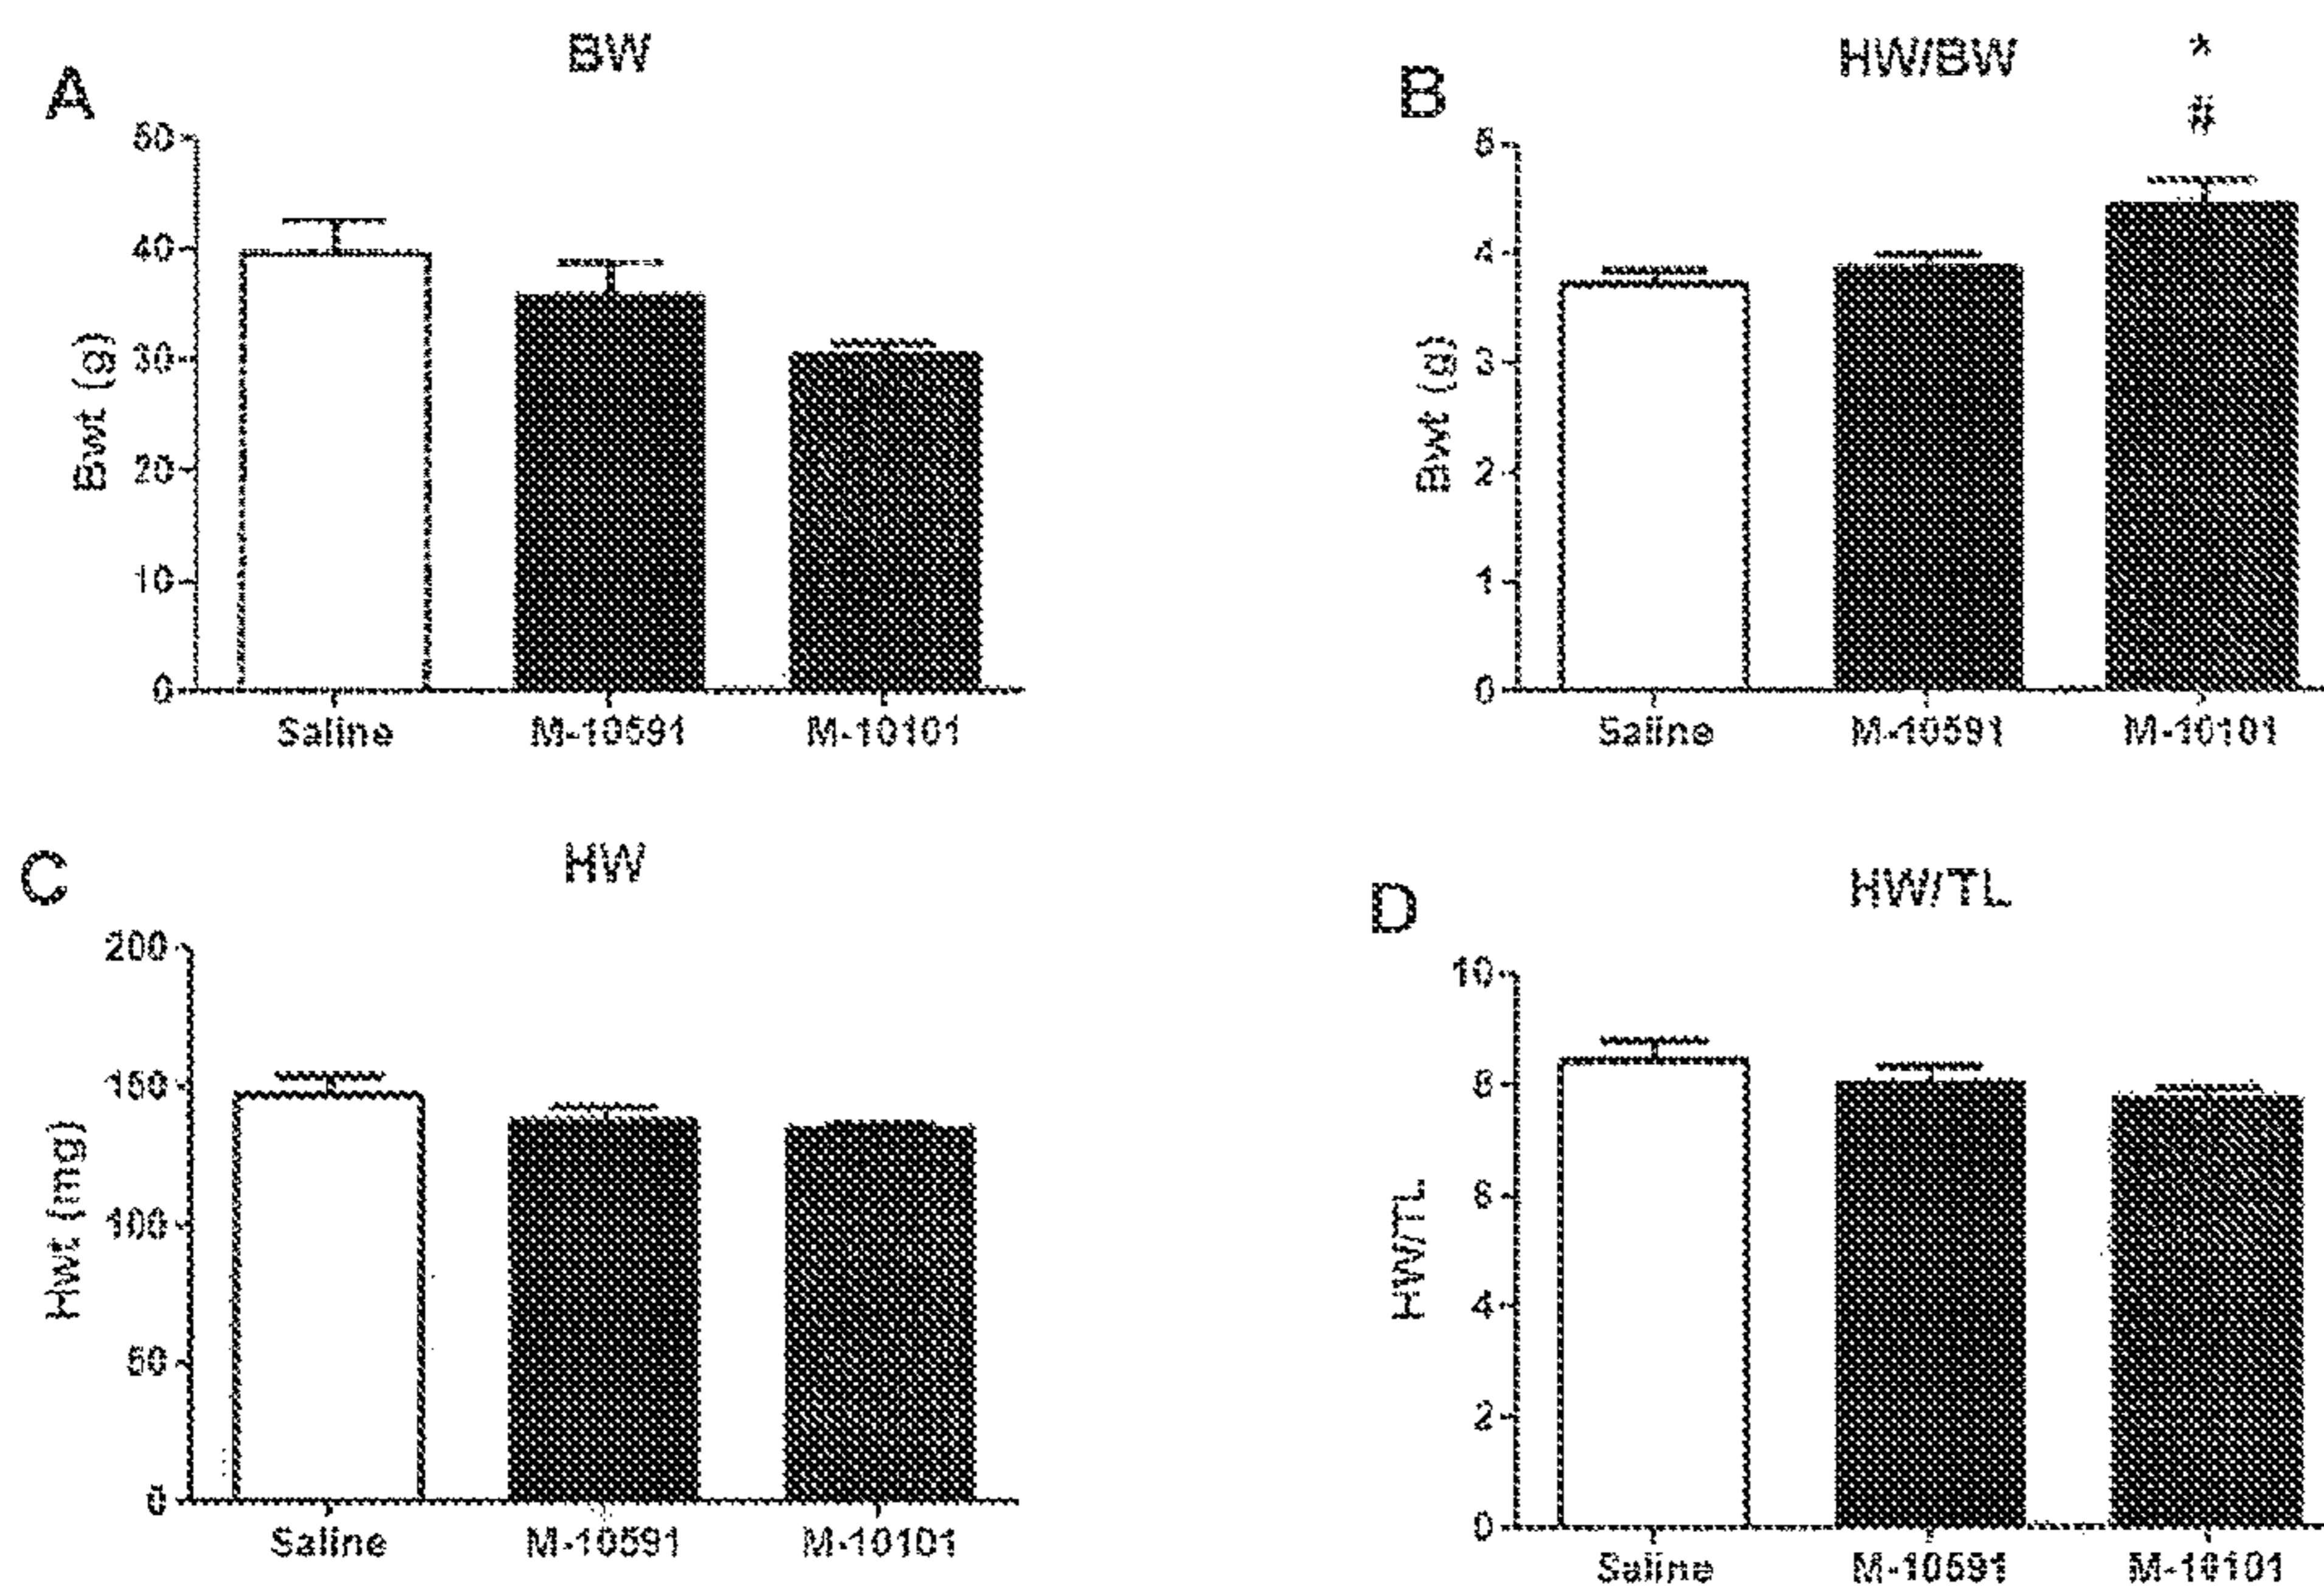 A
BW
Bwt (g)
50
40
30
20
10
0
Saline
M-10591
M-10101
B
HW/BW
*
#
Bwt (g)
5
4
3
2
1
0
Saline
M-10591
M-10101
C
HW
Hwt (mg)
200
150
100
50
0
Saline
M-10591
M-10101
D
HW/TL
HW/TL
10
8
6
4
2
0
Saline
M-10591
M-10101